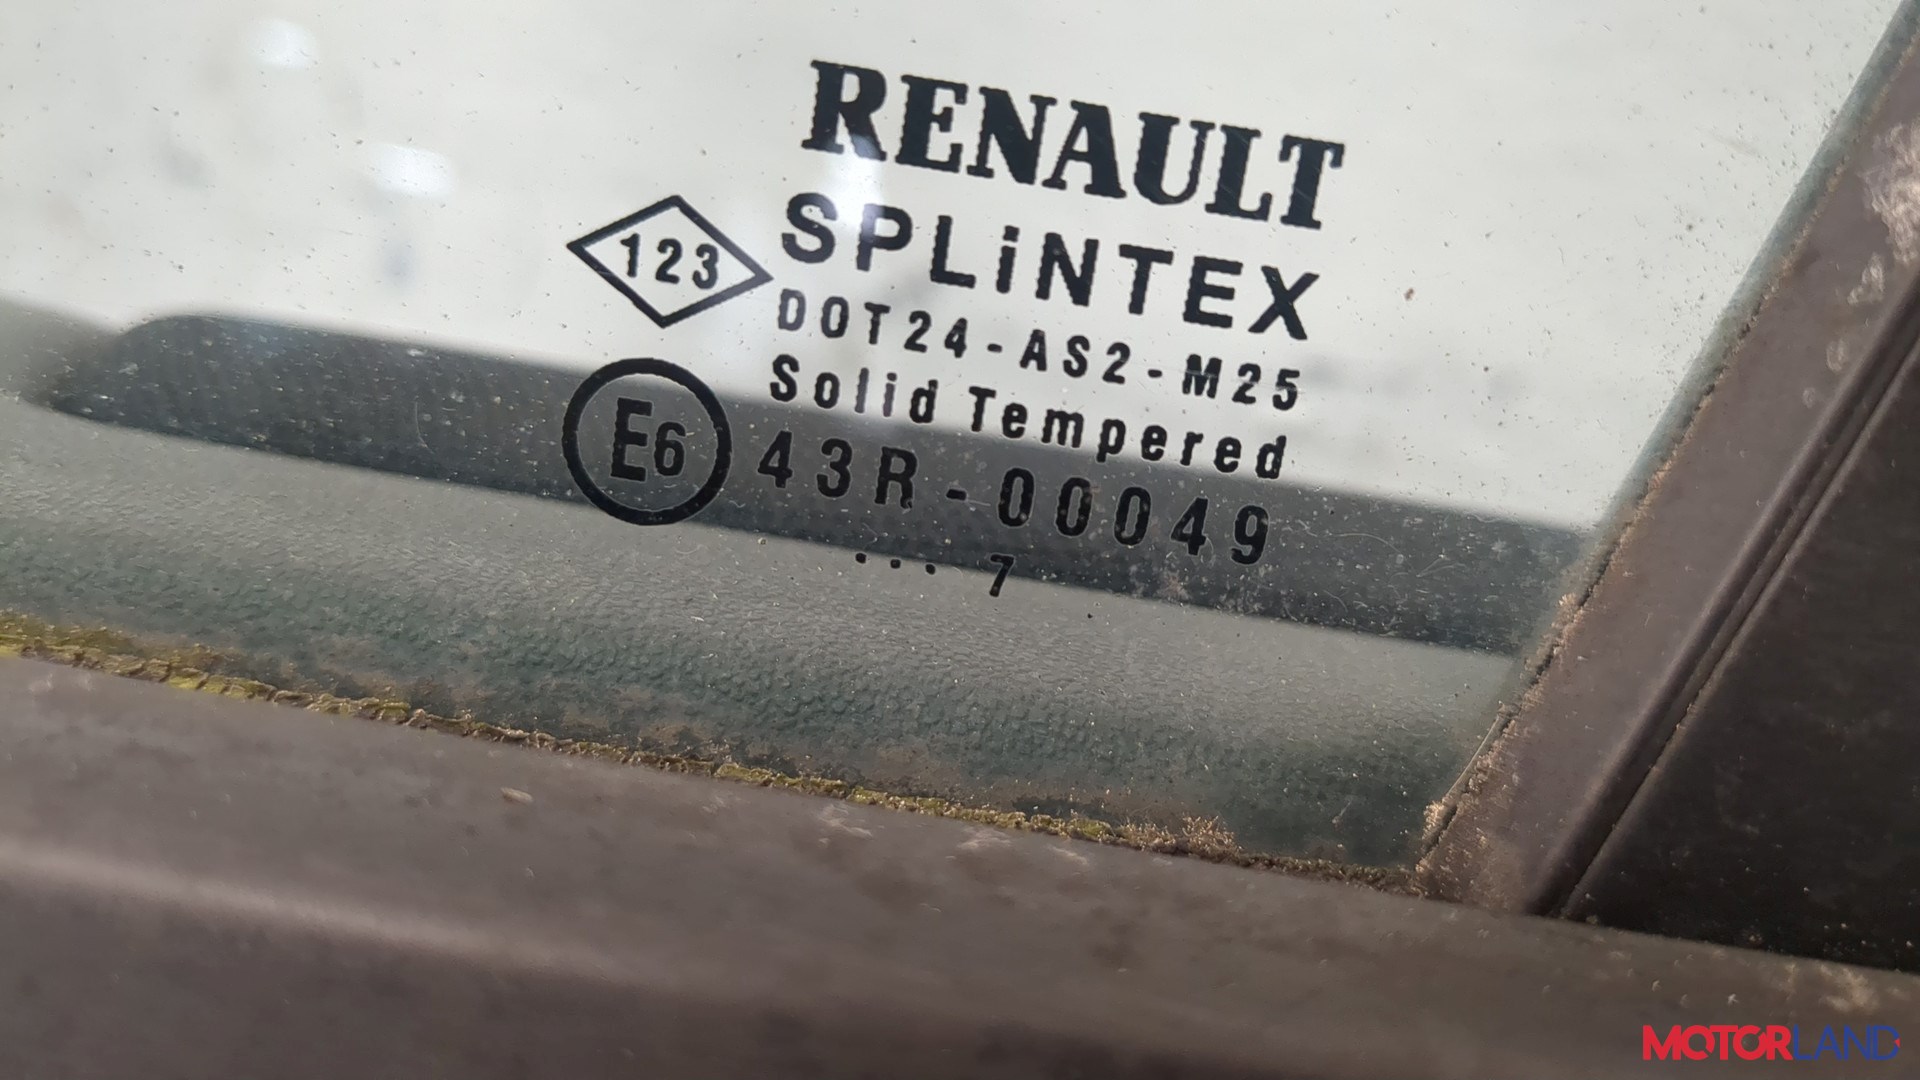 RENAULT
123
SPLiNTEX
DOT24-AS2-M25
Solid Tempered
E6
43R-00049
... 7
MOTORLAND